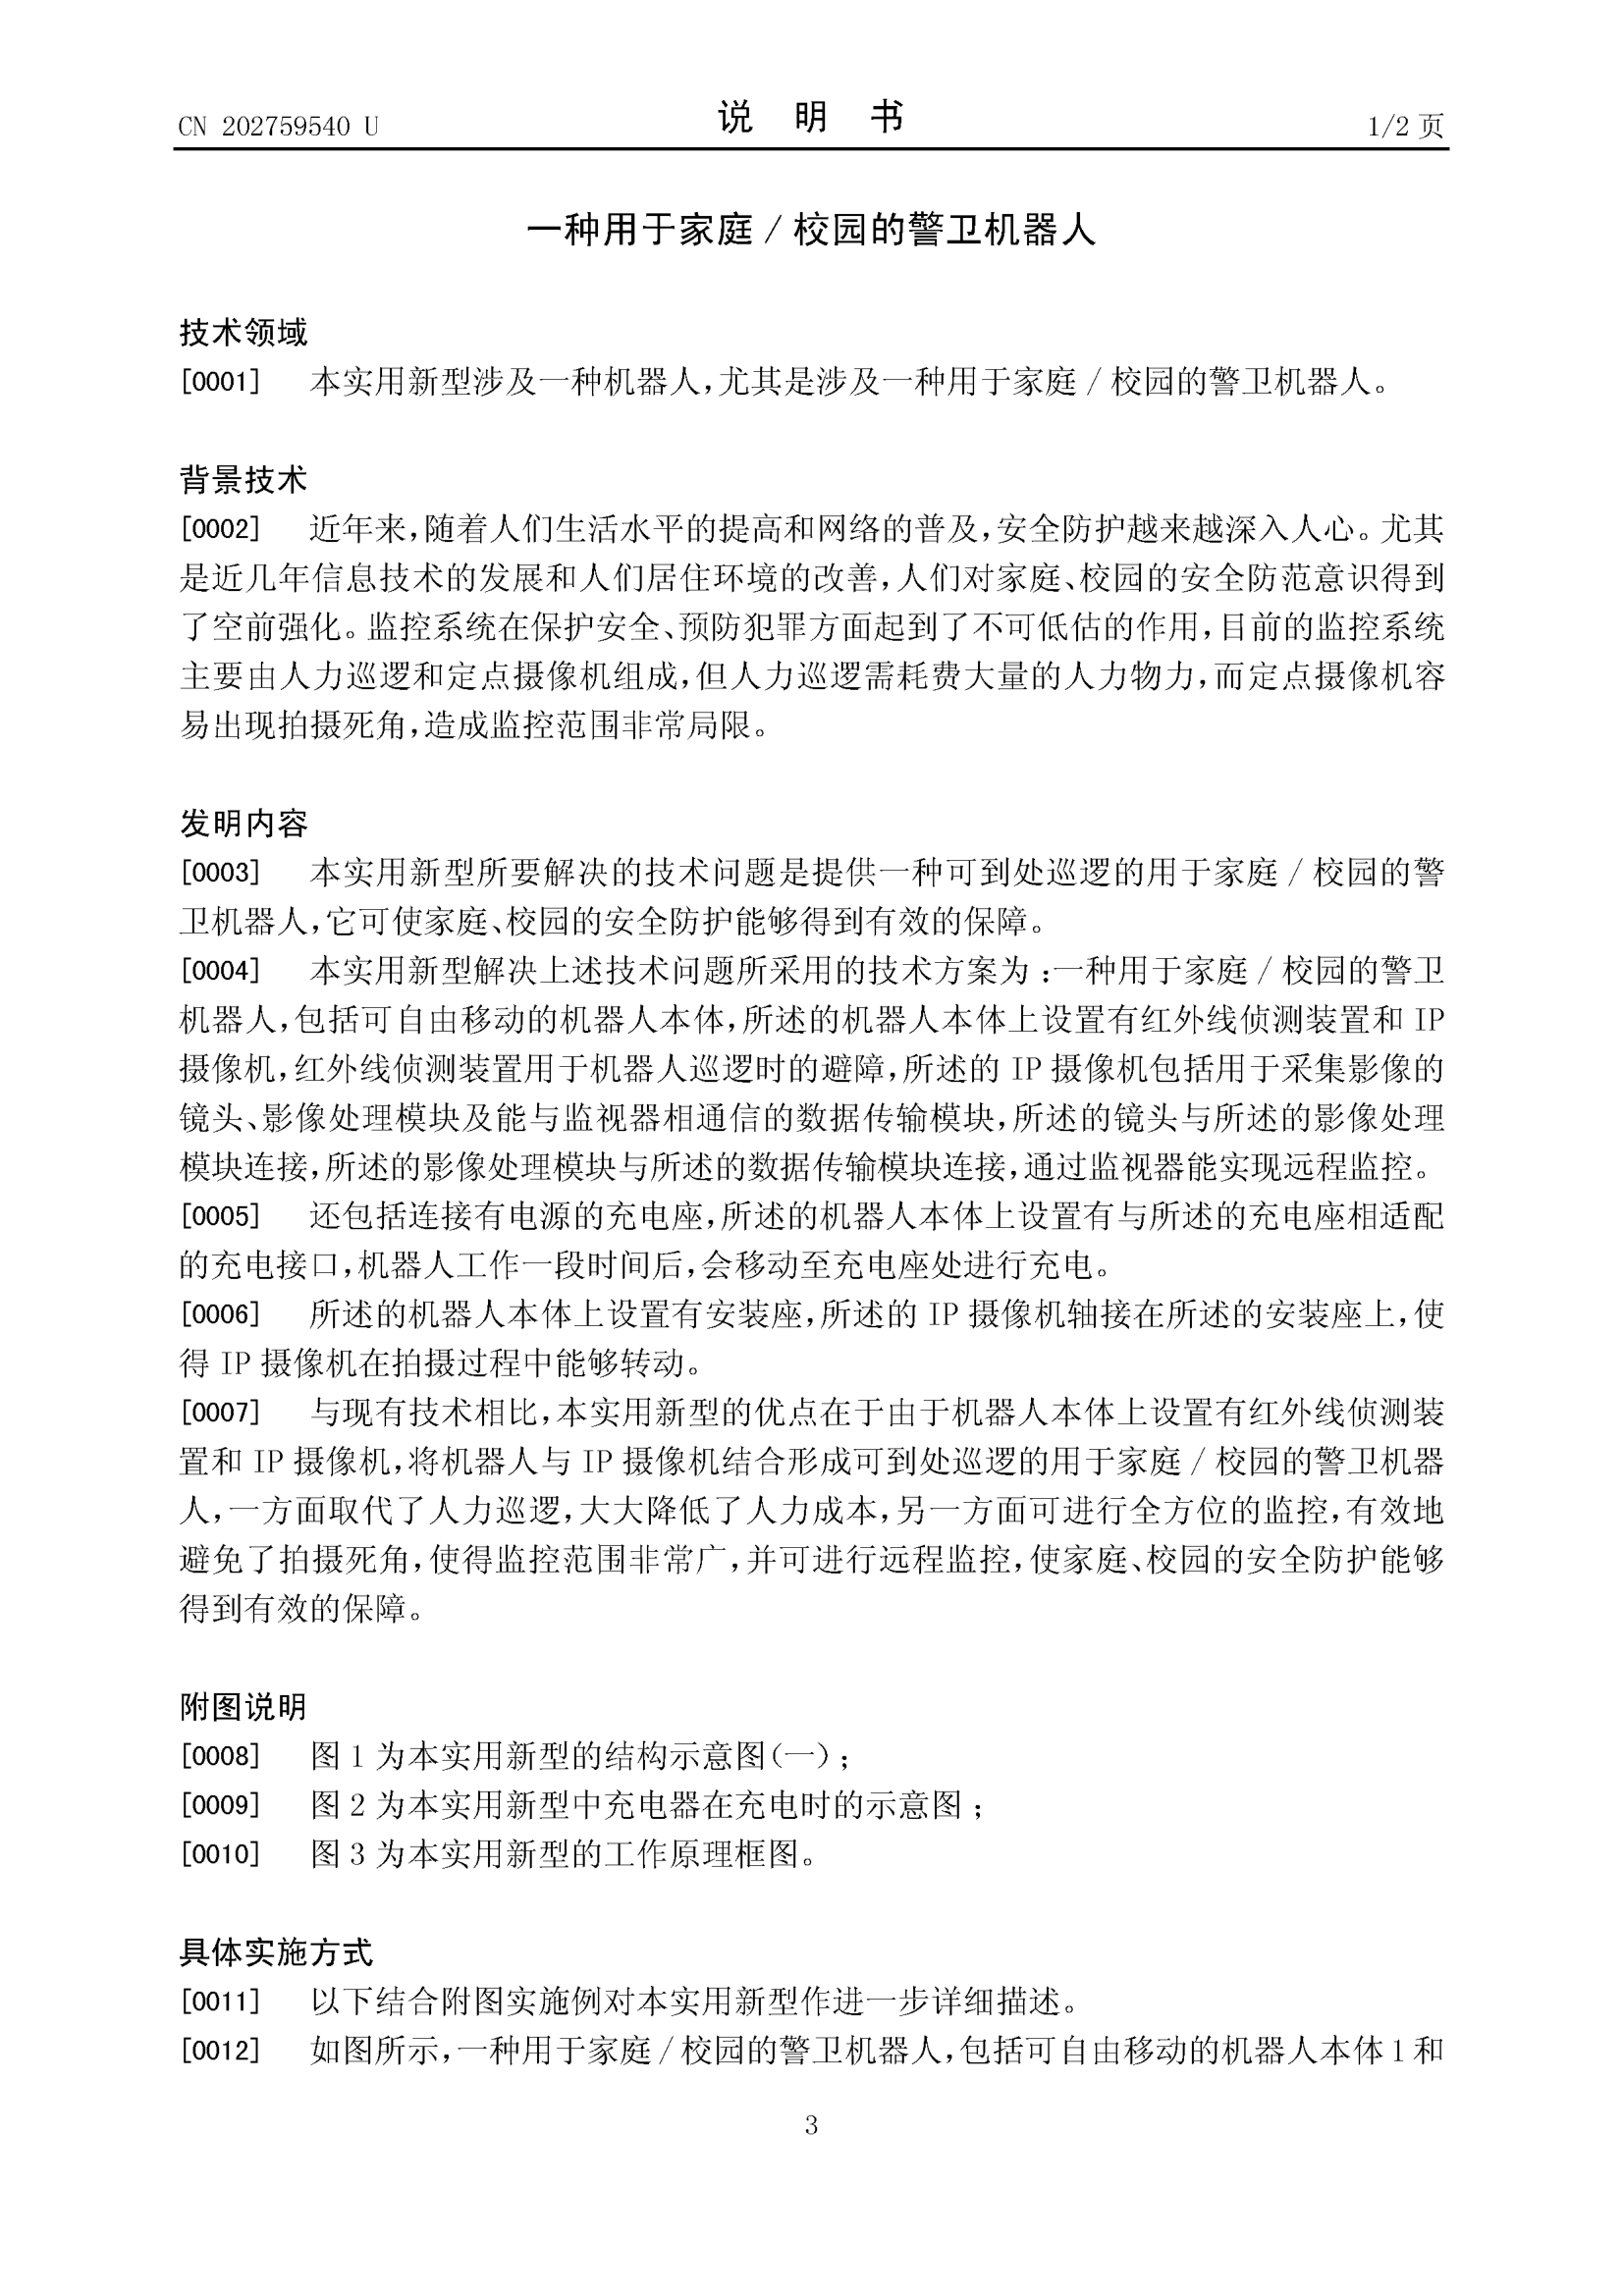 CN 202759540 U
说 明 书
1/2 页
一种用于家庭 / 校园的警卫机器人
技术领域
[0001] 本实用新型涉及一种机器人，尤其是涉及一种用于家庭 / 校园的警卫机器人。
背景技术
[0002] 近年来，随着人们生活水平的提高和网络的普及，安全防护越来越深入人心。尤其
是近几年信息技术的发展和人们居住环境的改善，人们对家庭、校园的安全防范意识得到
了空前强化。监控系统在保护安全、预防犯罪方面起到了不可低估的作用，目前的监控系统
主要由人力巡逻和定点摄像机组成，但人力巡逻需耗费大量的人力物力，而定点摄像机容
易出现拍摄死角，造成监控范围非常局限。
发明内容
[0003] 本实用新型所要解决的技术问题是提供一种可到处巡逻的用于家庭 / 校园的警
卫机器人，它可使家庭、校园的安全防护能够得到有效的保障。
[0004] 本实用新型解决上述技术问题所采用的技术方案为：一种用于家庭 / 校园的警卫
机器人，包括可自由移动的机器人本体，所述的机器人本体上设置有红外线侦测装置和 IP
摄像机，红外线侦测装置用于机器人巡逻时的避障，所述的 IP 摄像机包括用于采集影像的
镜头、影像处理模块及能与监视器相通信的数据传输模块，所述的镜头与所述的影像处理
模块连接，所述的影像处理模块与所述的数据传输模块连接，通过监视器能实现远程监控。
[0005] 还包括连接有电源的充电座，所述的机器人本体上设置有与所述的充电座相适配
的充电接口，机器人工作一段时间后，会移动至充电座处进行充电。
[0006] 所述的机器人本体上设置有安装座，所述的 IP 摄像机轴接在所述的安装座上，使
得 IP 摄像机在拍摄过程中能够转动。
[0007] 与现有技术相比，本实用新型的优点在于由于机器人本体上设置有红外线侦测装
置和 IP 摄像机，将机器人与 IP 摄像机结合形成可到处巡逻的用于家庭 / 校园的警卫机器
人，一方面取代了人力巡逻，大大降低了人力成本，另一方面可进行全方位的监控，有效地
避免了拍摄死角，使得监控范围非常广，并可进行远程监控，使家庭、校园的安全防护能够
得到有效的保障。
附图说明
[0008] 图 1 为本实用新型的结构示意图（一）；
[0009] 图 2 为本实用新型中充电器在充电时的示意图；
[0010] 图 3 为本实用新型的工作原理框图。
具体实施方式
[0011] 以下结合附图实施例对本实用新型作进一步详细描述。
[0012] 如图所示，一种用于家庭 / 校园的警卫机器人，包括可自由移动的机器人本体 1 和
3